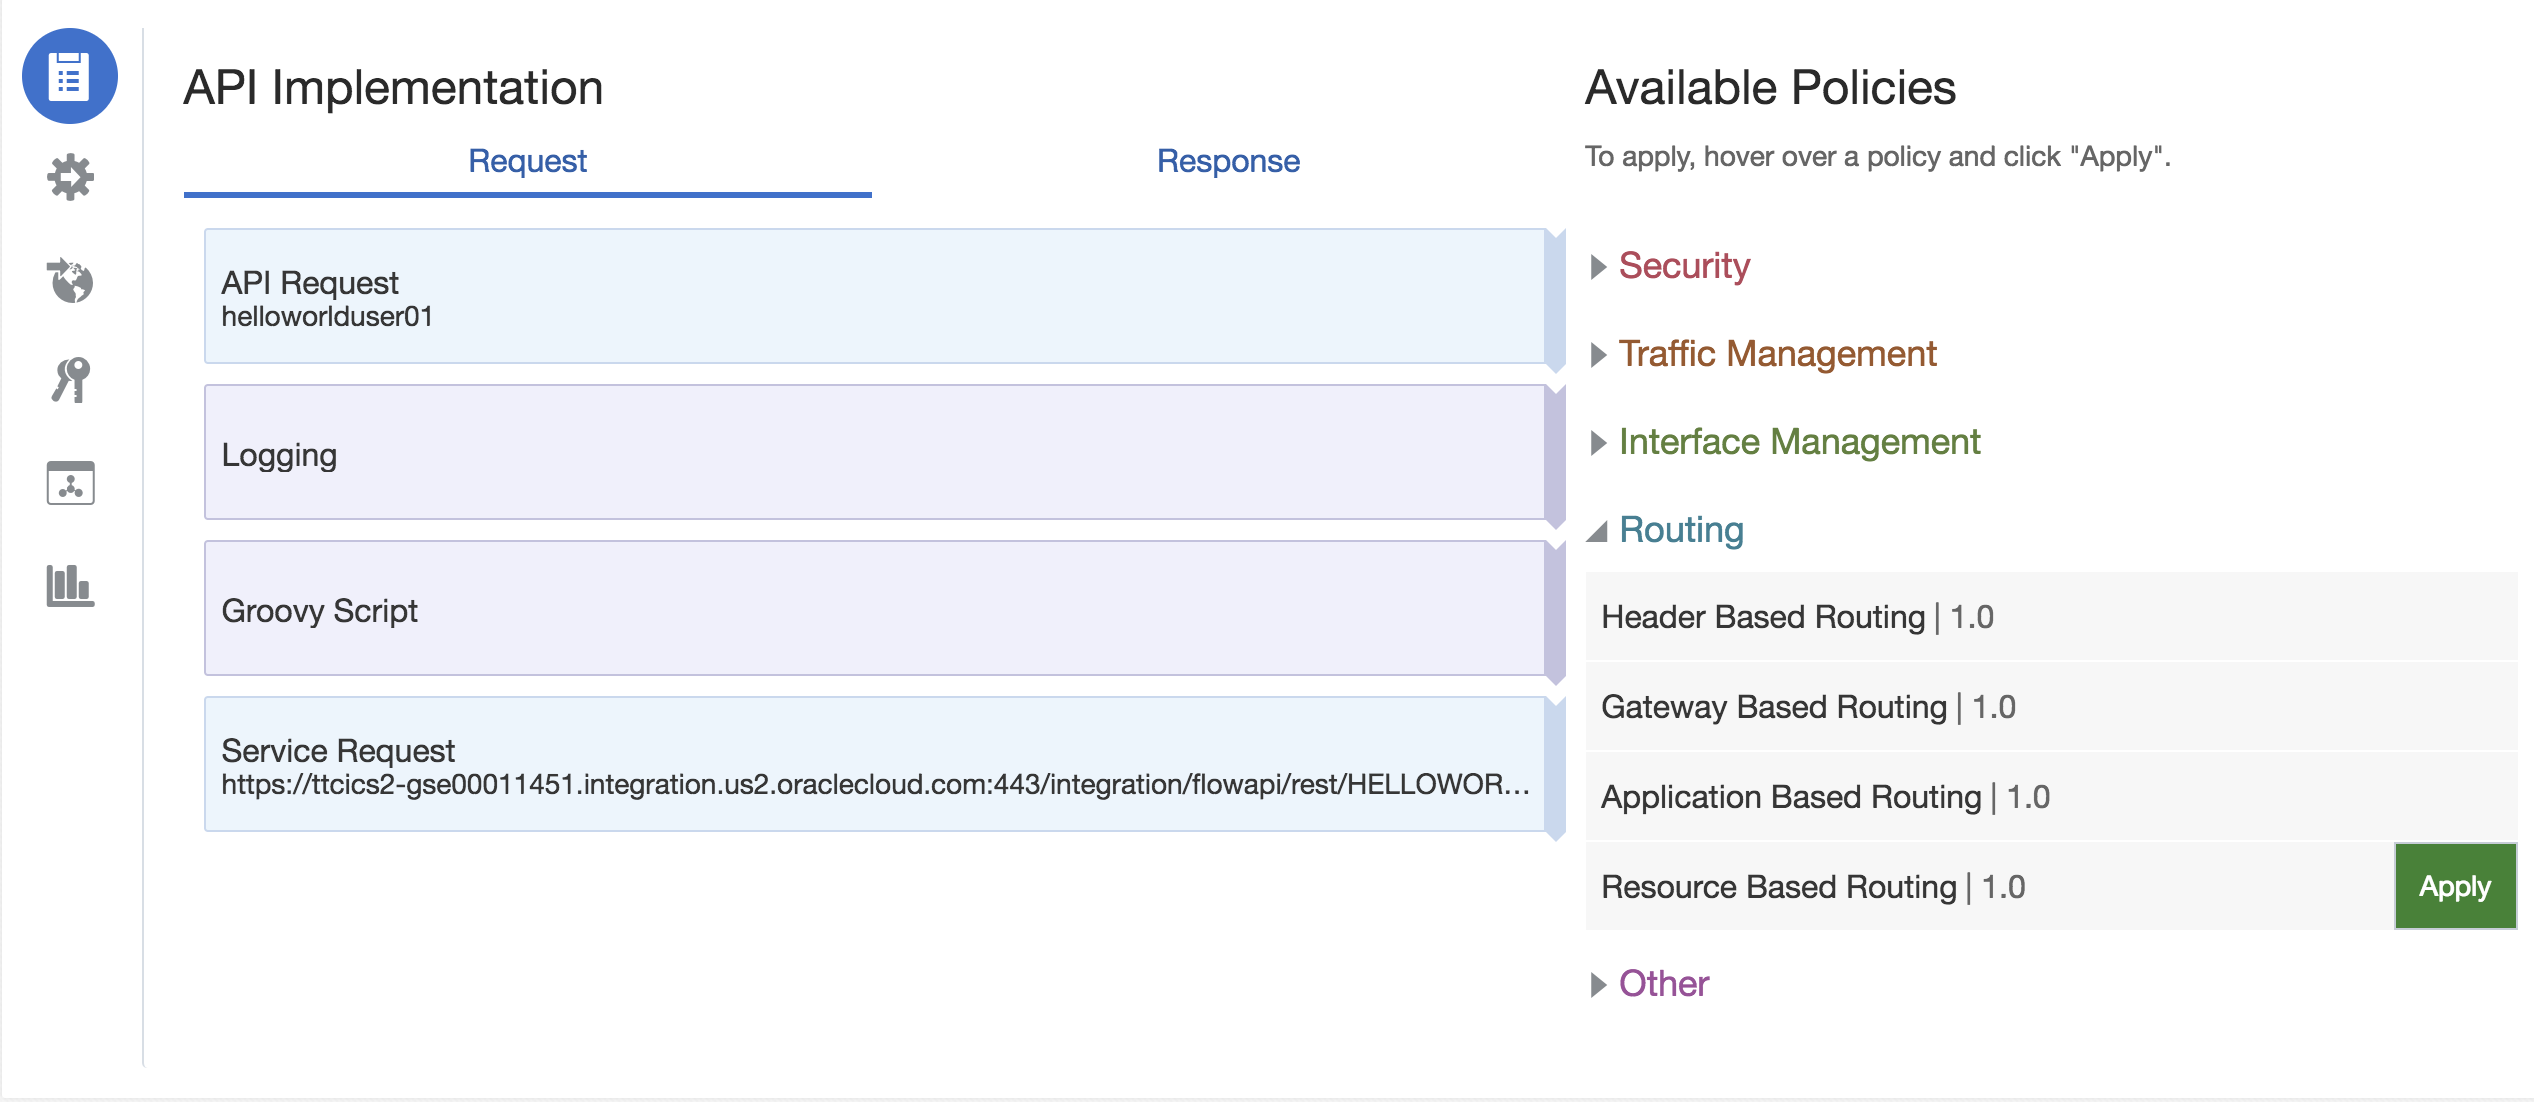 API Implementation
Request
Response
API Request
helloworlduser01
Logging
Groovy Script
Service Request
https://ttcics2-gse00011451.integration.us2.oraclecloud.com:443/integration/flowapi/rest/HELLOWOR...
Available Policies
To apply, hover over a policy and click "Apply".
Security
Traffic Management
Interface Management
Routing
Header Based Routing | 1.0
Gateway Based Routing | 1.0
Application Based Routing | 1.0
Resource Based Routing | 1.0
Apply
Other